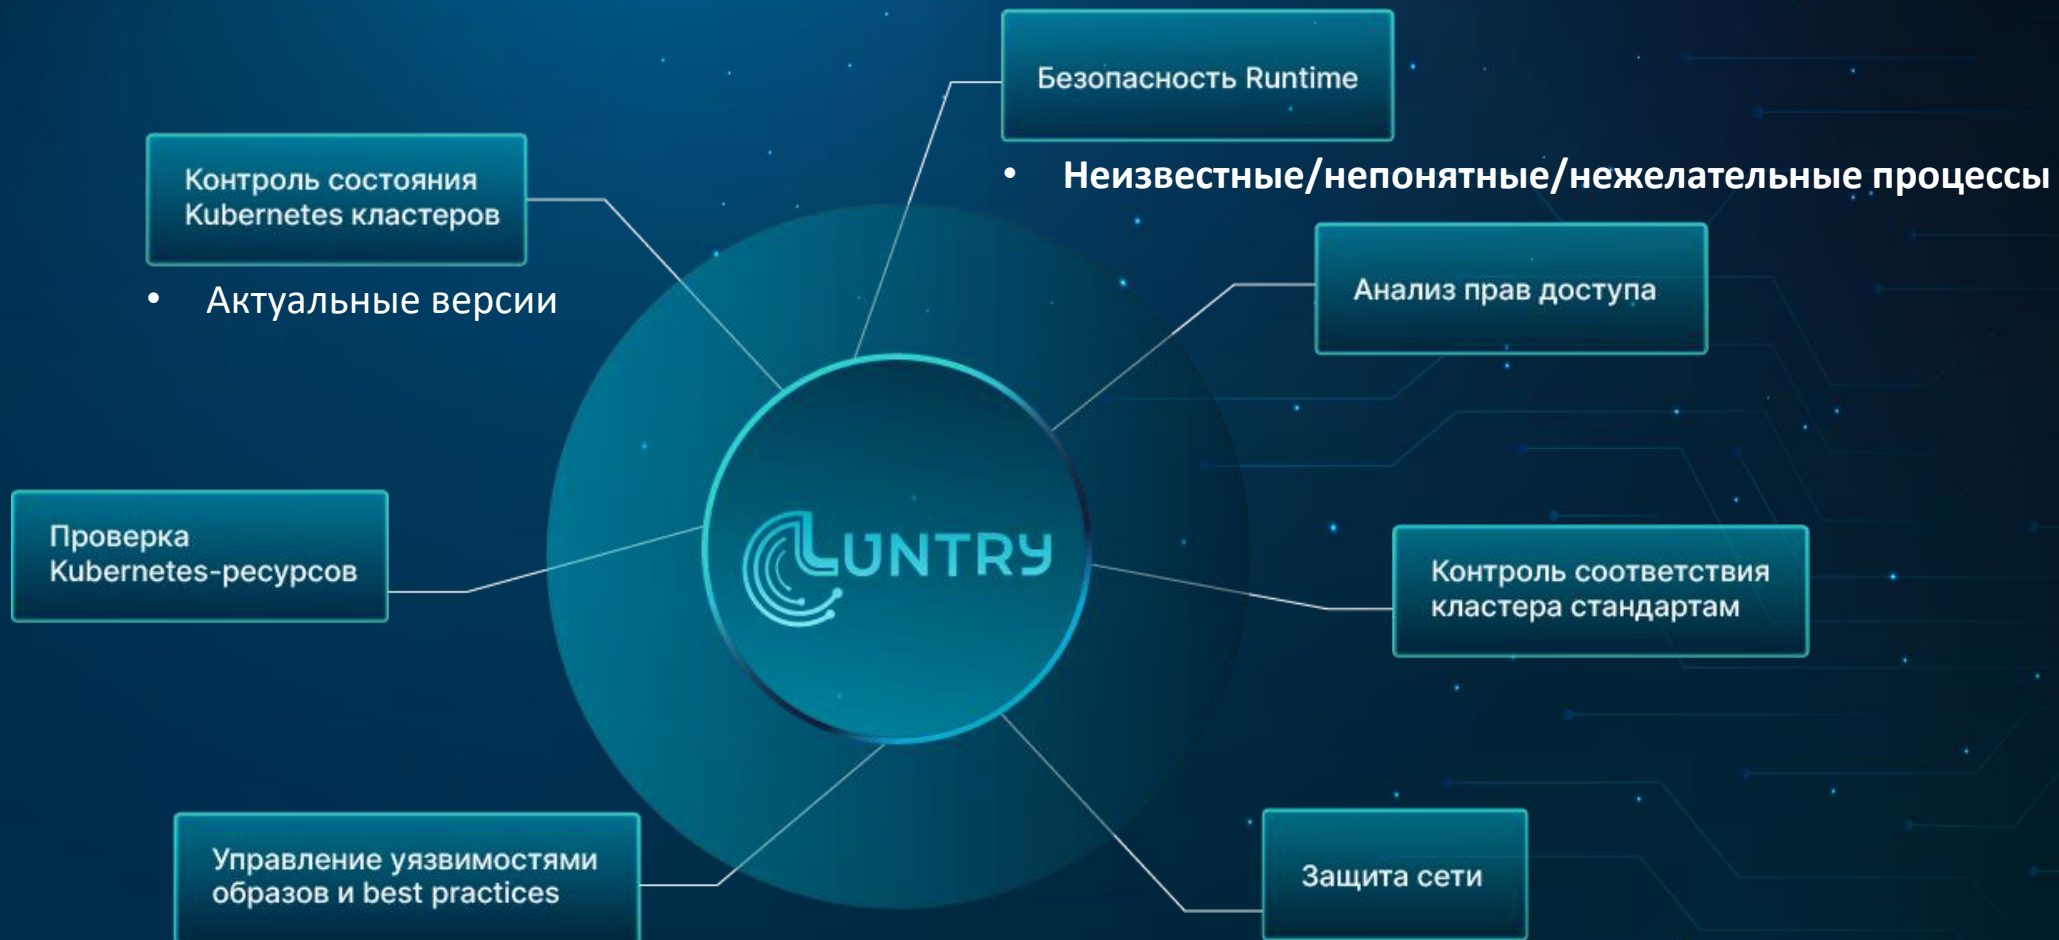 Безопасность Runtime
• Неизвестные/непонятные/нежелательные процессы
Контроль состояния
Kubernetes кластеров
• Актуальные версии
Анализ прав доступа
Проверка
Kubernetes-ресурсов
LUNTRY
Контроль соответствия
кластера стандартам
Управление уязвимостями
образов и best practices
Защита сети